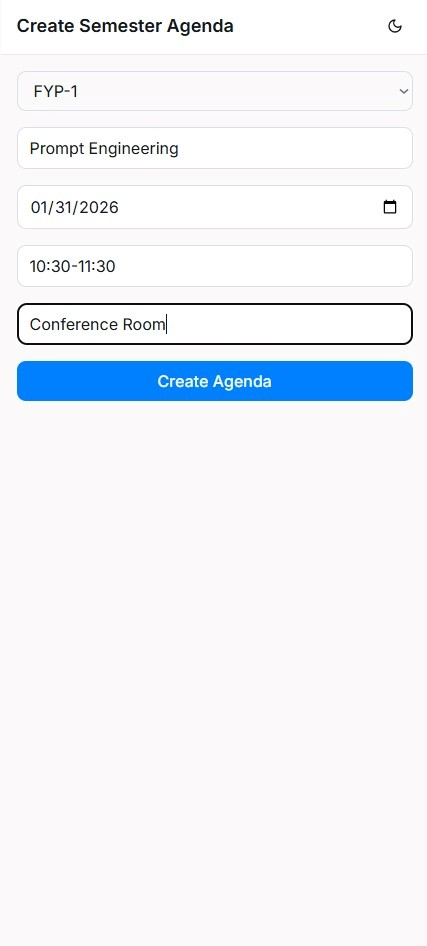 Create Semester Agenda
FYP-1
Prompt Engineering
01/31/2026
10:30-11:30
Conference Room
Create Agenda